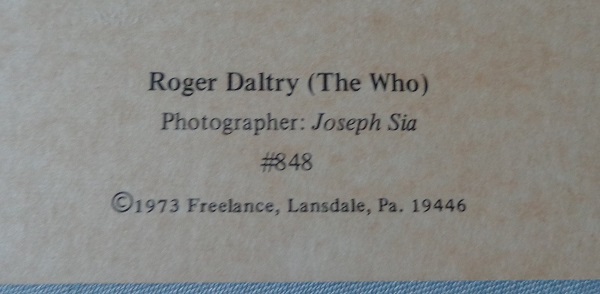 Roger Daltry (The Who)
Photographer: Joseph Sia
#848
©1973 Freelance, Lansdale, Pa. 19446